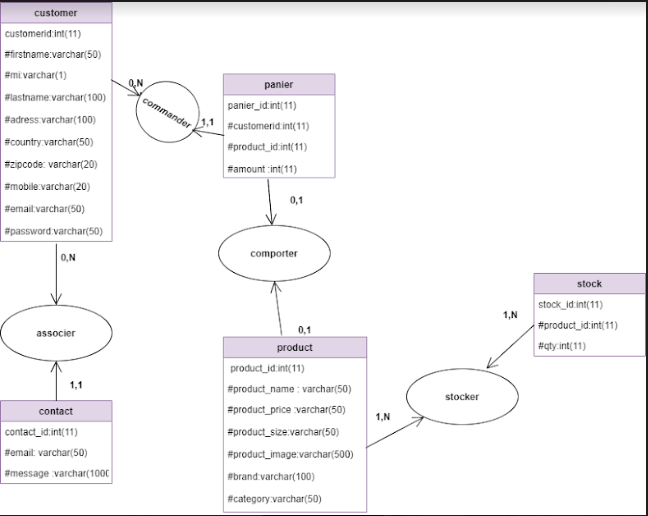 customer
customerid:int(11)
#firstname:varchar(50)
#mi:varchar(1)
#lastname:varchar(100)
#adress:varchar(100)
#country:varchar(50)
#zipcode: varchar(20)
#mobile:varchar(20)
#email:varchar(50)
#password:varchar(50)
0,N
commander
1,1
panier
panier_id:int(11)
#customerid:int(11)
#product_id:int(11)
#amount :int(11)
0,1
comporter
0,1
0,N
associer
1,1
contact
contact_id:int(11)
#email: varchar(50)
#message :varchar(1000
product
product_id:int(11)
#product_name : varchar(50)
#product_price :varchar(50)
#product_size:varchar(50)
#product_image:varchar(500)
#brand:varchar(100)
#category:varchar(50)
1,N
stocker
1,N
stock
stock_id:int(11)
#product_id:int(11)
#qty:int(11)